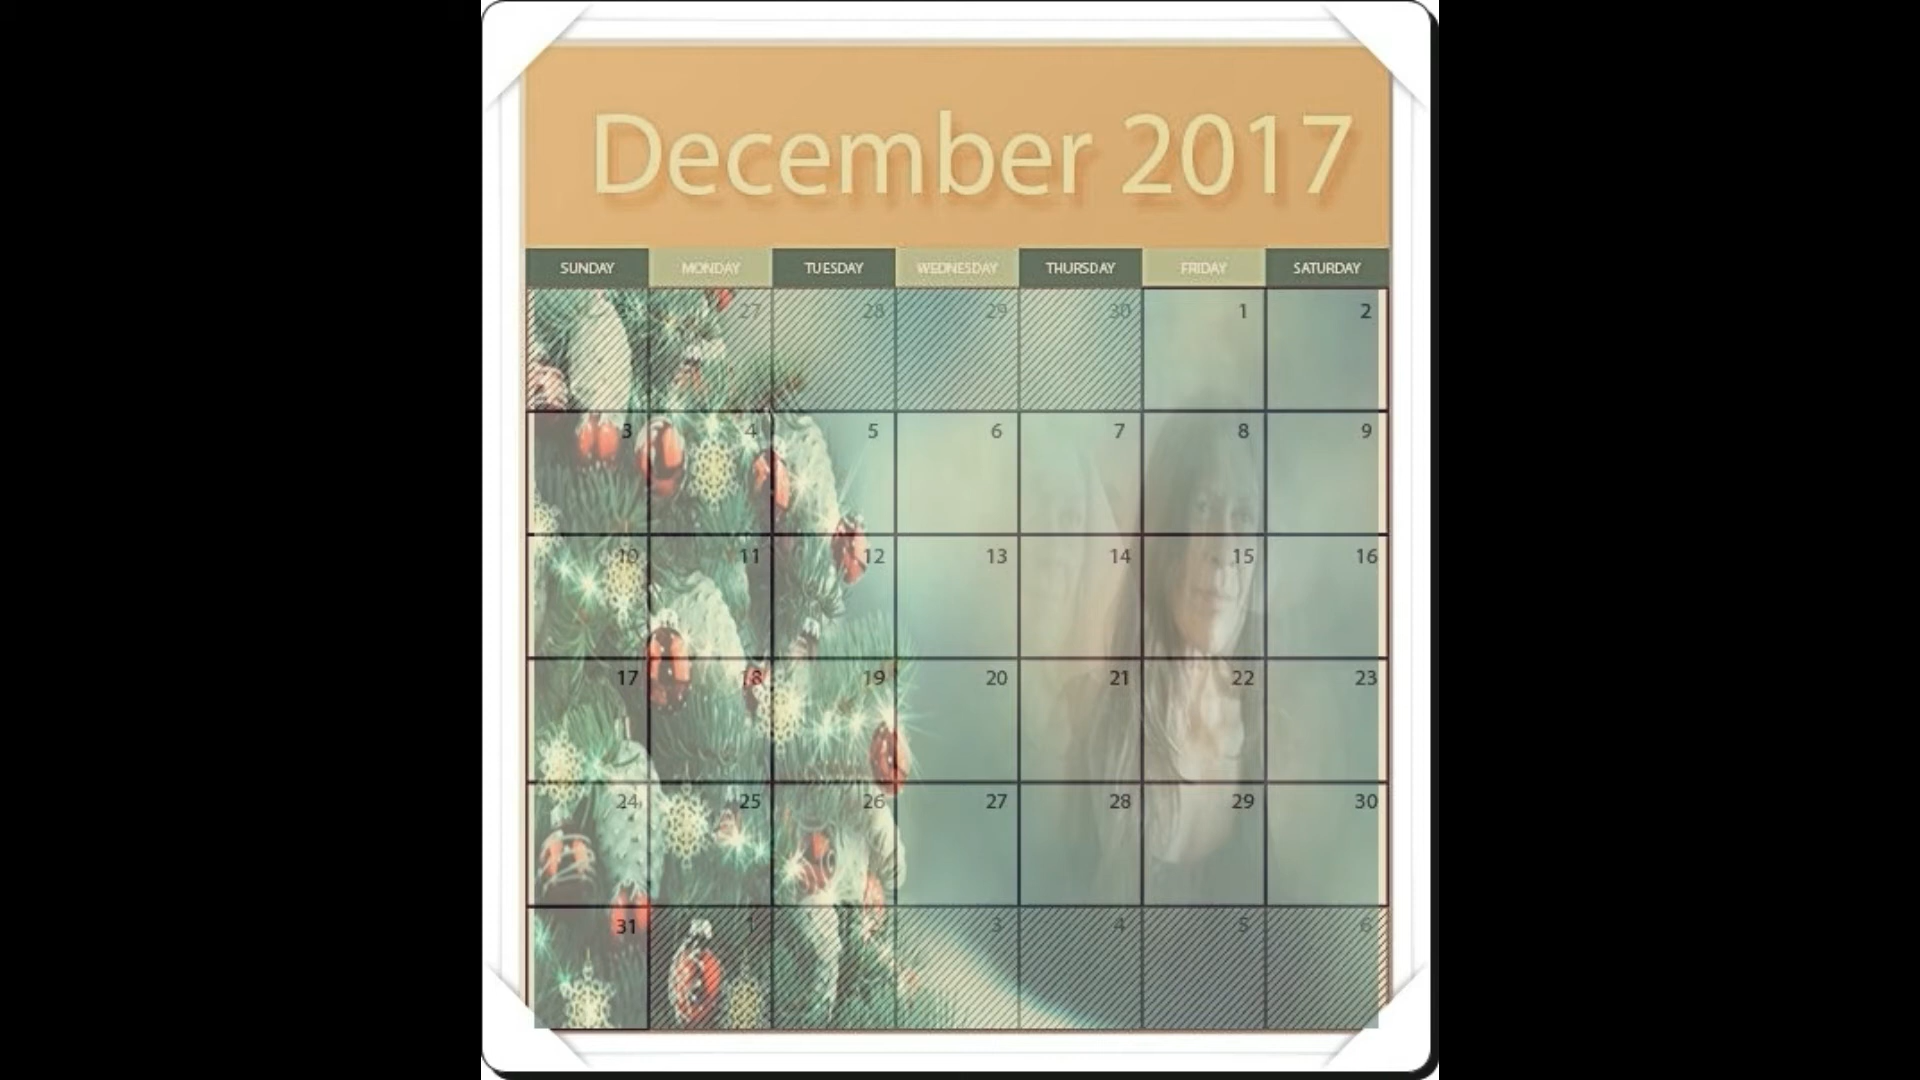 December 2017
SUNDAY MONDAY TUESDAY WEDNESDAY THURSDAY FRIDAY SATURDAY
27 28 29 30 1 2
3 4 5 6 7 8 9
10 11 12 13 14 15 16
17 18 19 20 21 22 23
24 25 26 27 28 29 30
31 1 3 4 5 6